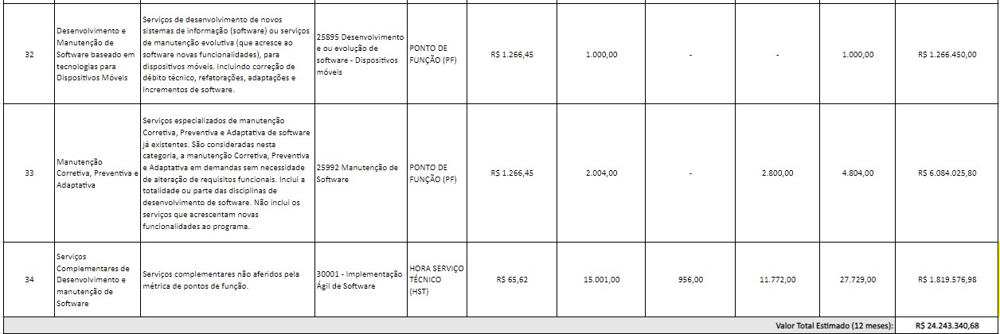 32
Desenvolvimento e
Manutenção de
Software baseado em
tecnologias para
Dispositivos Móveis
Serviços de desenvolvimento de novos
sistemas de informação (software) ou serviços
de manutenção evolutiva (que acresce ao
software novas funcionalidades), para
dispositivos móveis. Incluindo correção de
débito técnico, refatorações, adaptações e
incrementos de software.
25895 Desenvolvimento
e ou evolução de
software - Dispositivos
móveis
PONTO DE
FUNÇÃO (PF)
R$ 1.266,45
1.000,00
-
-
1.000,00
R$ 1.266.450,00
33
Manutenção
Corretiva, Preventiva e
Adaptativa
Serviços especializados de manutenção
Corretiva, Preventiva e Adaptativa de software
já existentes. São consideradas nesta
categoria, a manutenção Corretiva, Preventiva
e Adaptativa em demandas sem necessidade
de alteração de requisitos funcionais. Inclui a
totalidade ou parte das disciplinas de
desenvolvimento de software. Não inclui os
serviços que acrescentam novas
funcionalidades ao programa.
25992 Manutenção de
Software
PONTO DE
FUNÇÃO (PF)
R$ 1.266,45
2.004,00
-
2.800,00
4.804,00
R$ 6.084.025,80
34
Serviços
Complementares de
Desenvolvimento e
manutenção de
Software
Serviços complementares não aferidos pela
métrica de pontos de função.
30001 - Implementação
Ágil de Software
HORA SERVIÇO
TÉCNICO
(HST)
R$ 65,62
15.001,00
956,00
11.772,00
27.729,00
R$ 1.819.576,98
Valor Total Estimado (12 meses):
R$ 24.243.340,68